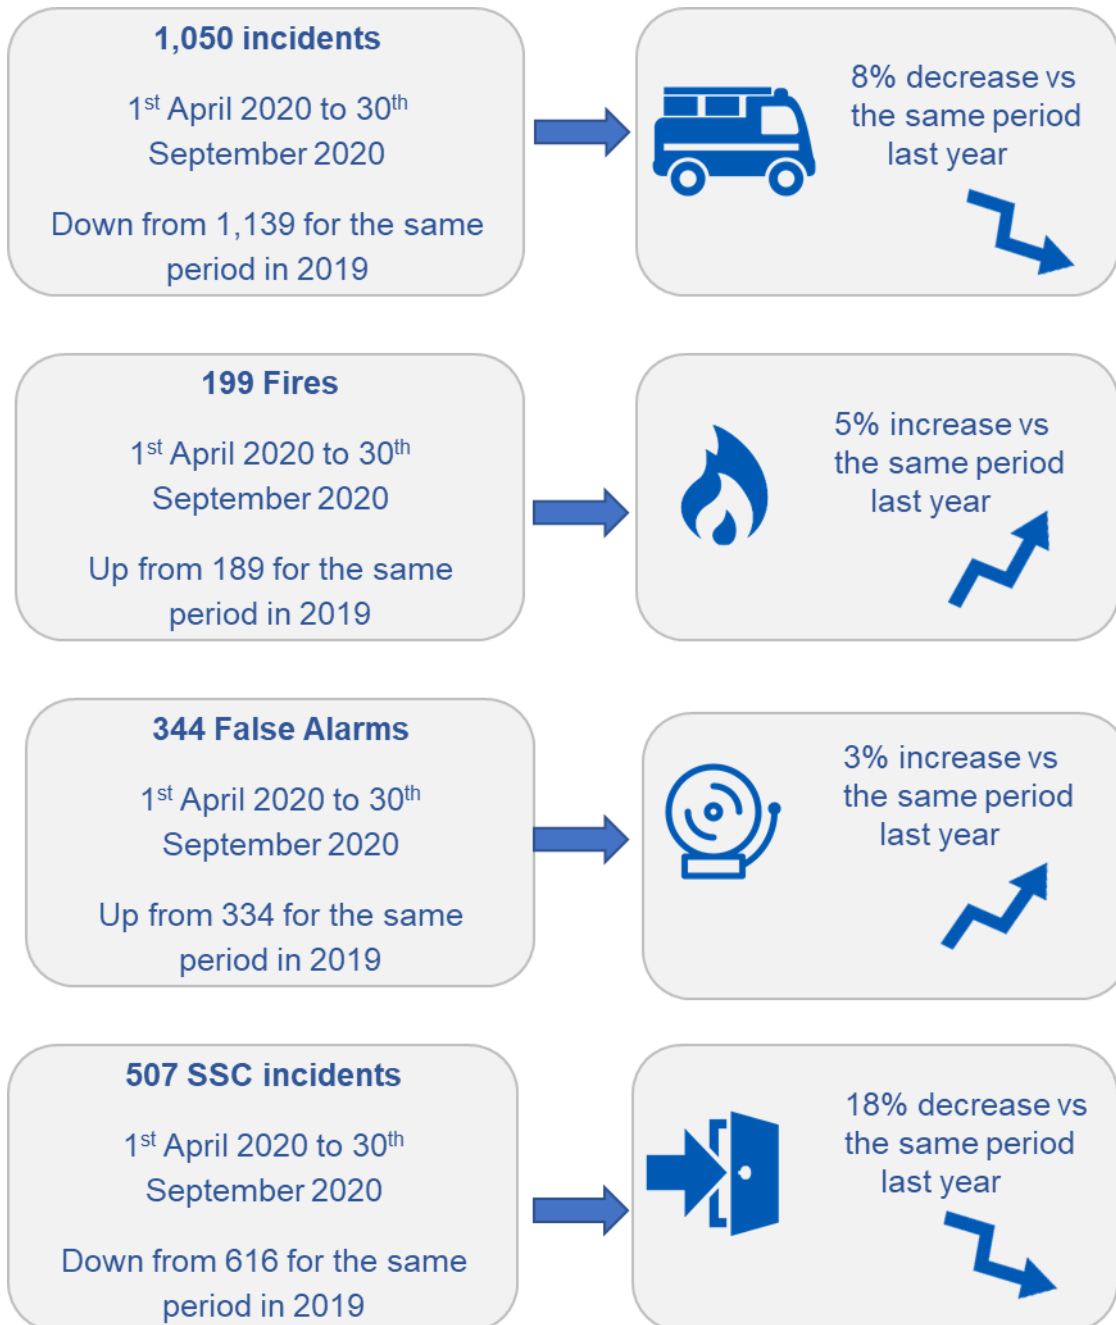 1,050 incidents
1st April 2020 to 30th
September 2020
Down from 1,139 for the same
period in 2019
8% decrease vs
the same period
last year
199 Fires
1st April 2020 to 30th
September 2020
Up from 189 for the same
period in 2019
5% increase vs
the same period
last year
344 False Alarms
1st April 2020 to 30th
September 2020
Up from 334 for the same
period in 2019
3% increase vs
the same period
last year
507 SSC incidents
1st April 2020 to 30th
September 2020
Down from 616 for the same
period in 2019
18% decrease vs
the same period
last year